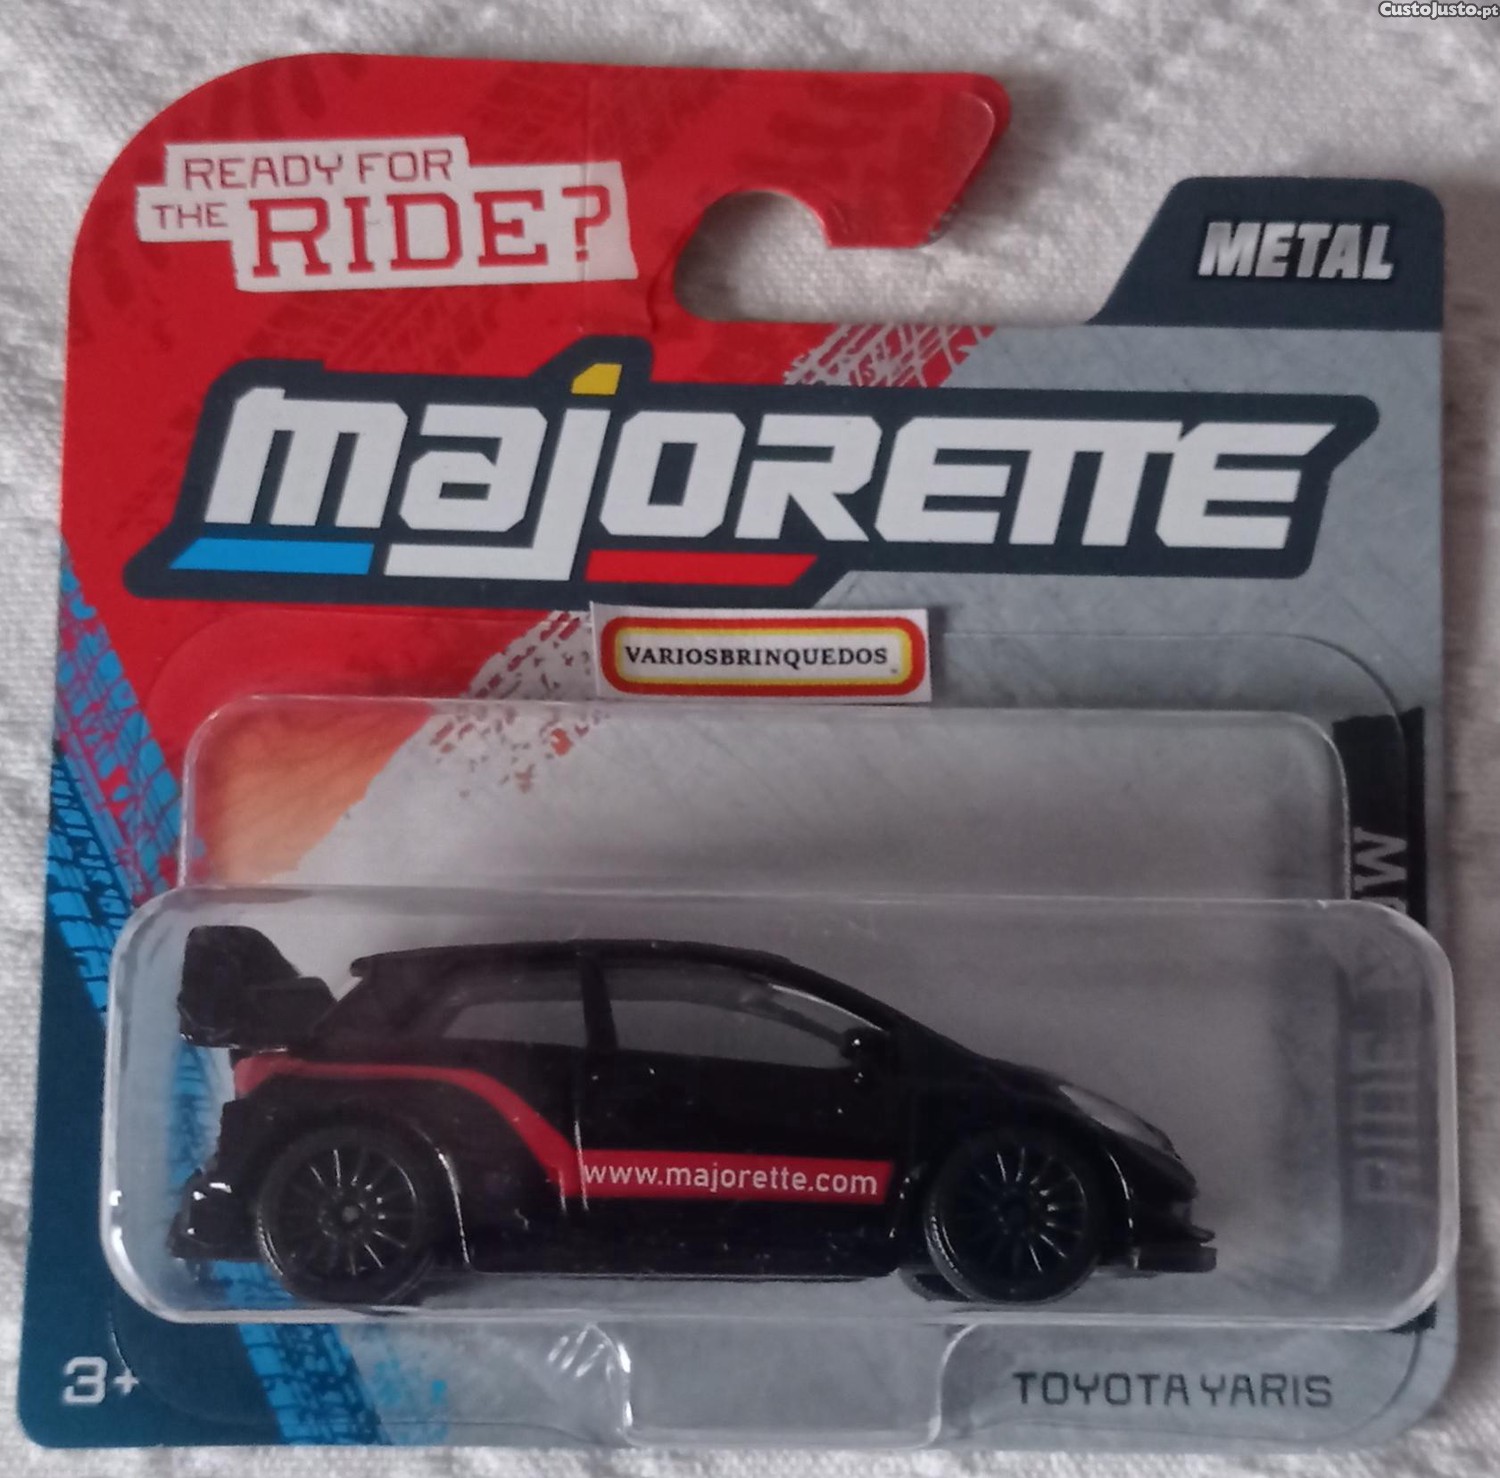 CustoJusto.pt
READY FOR
THE RIDE?
METAL
majorette
VARIOSBRINQUEDOS
www.majorette.com
3+
TOYOTA YARIS